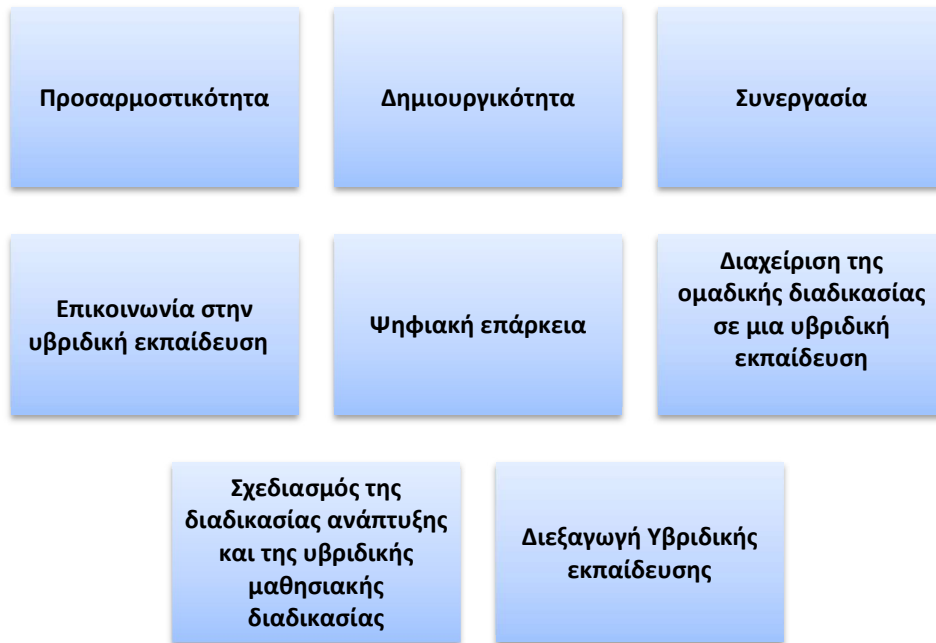 Προσαρμοστικότητα
Δημιουργικότητα
Συνεργασία
Επικοινωνία στην
υβριδική εκπαίδευση
Ψηφιακή επάρκεια
Διαχείριση της
ομαδικής διαδικασίας
σε μια υβριδική
εκπαίδευση
Σχεδιασμός της
διαδικασίας ανάπτυξης
και της υβριδικής
μαθησιακής
διαδικασίας
Διεξαγωγή Υβριδικής
εκπαίδευσης